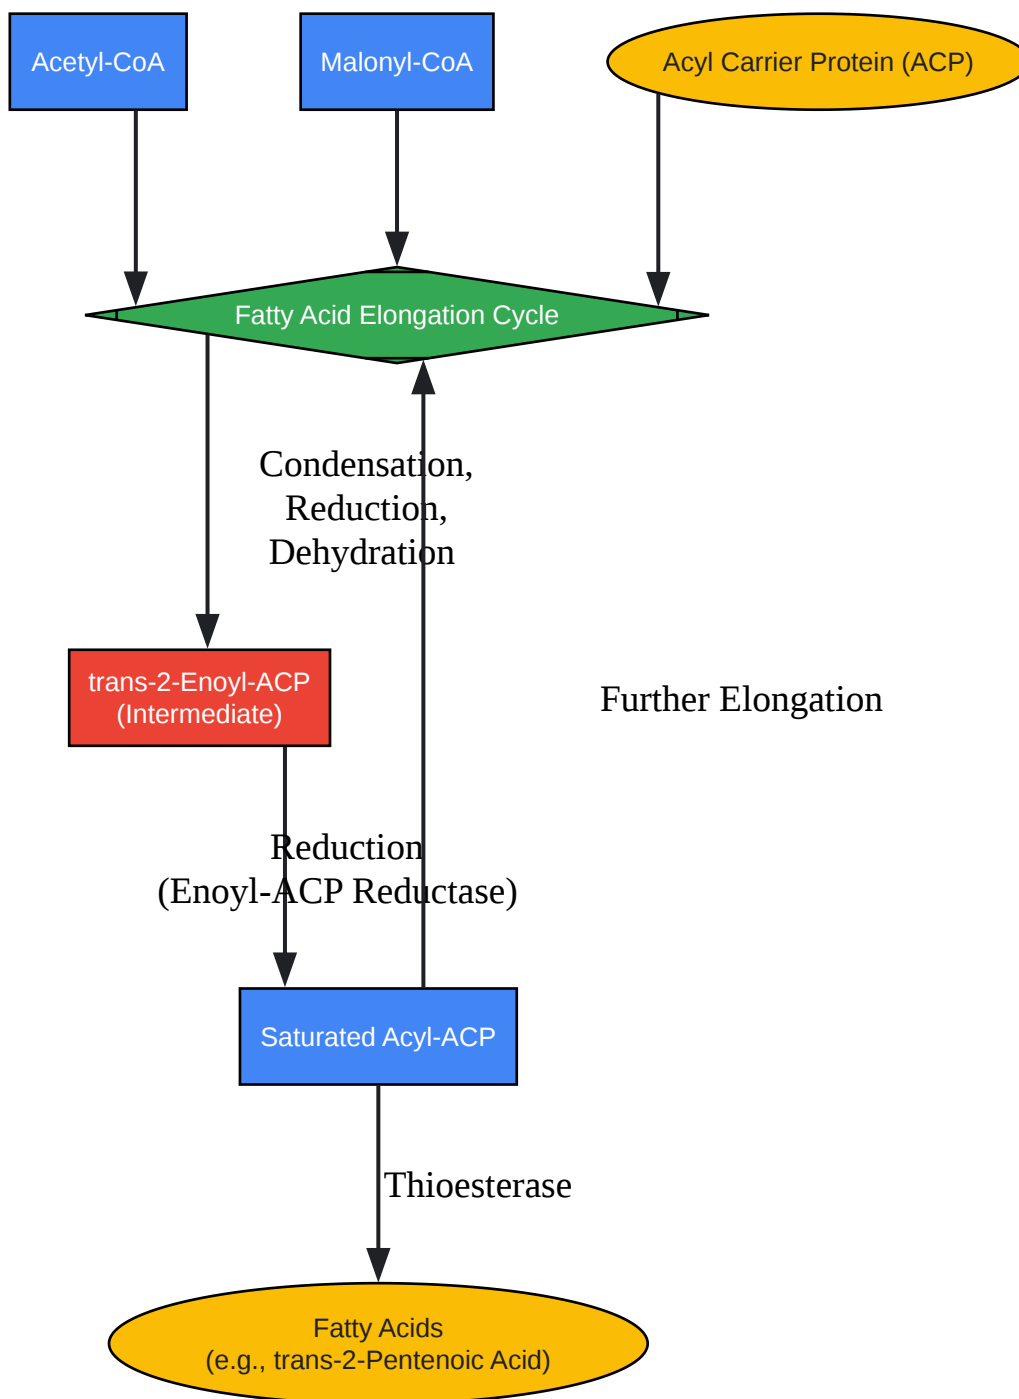 Acetyl-CoA
Malonyl-CoA
Acyl Carrier Protein (ACP)
Fatty Acid Elongation Cycle
Condensation,
Reduction,
Dehydration
trans-2-Enoyl-ACP
(Intermediate)
Further Elongation
Reduction
(Enoyl-ACP Reductase)
Saturated Acyl-ACP
Thioesterase
Fatty Acids
(e.g., trans-2-Pentenoic Acid)